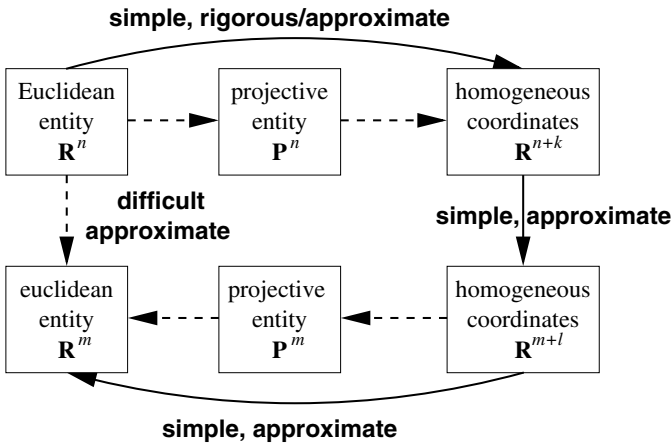 simple, rigorous/approximate
Euclidean
entity
R^n
projective
entity
P^n
homogeneous
coordinates
R^{n+k}
difficult
approximate
simple, approximate
euclidean
entity
R^m
projective
entity
P^m
homogeneous
coordinates
R^{m+l}
simple, approximate